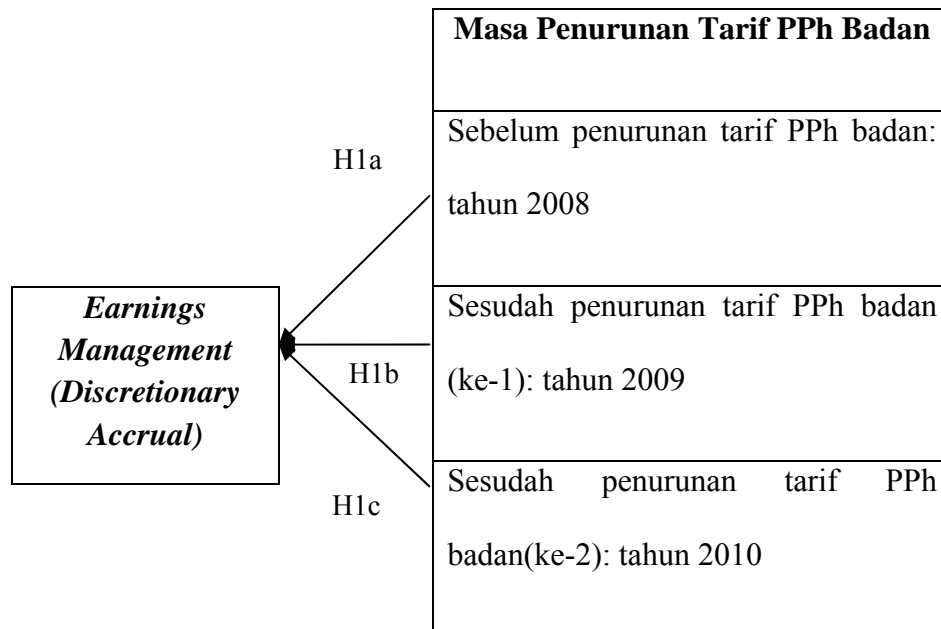 Masa Penurunan Tarif PPh Badan
Sebelum penurunan tarif PPh badan:
tahun 2008
H1a
Sesudah penurunan tarif PPh badan
(ke-1): tahun 2009
Earnings
Management
(Discretionary
Accrual)
H1b
Sesudah penurunan tarif PPh
badan(ke-2): tahun 2010
H1c